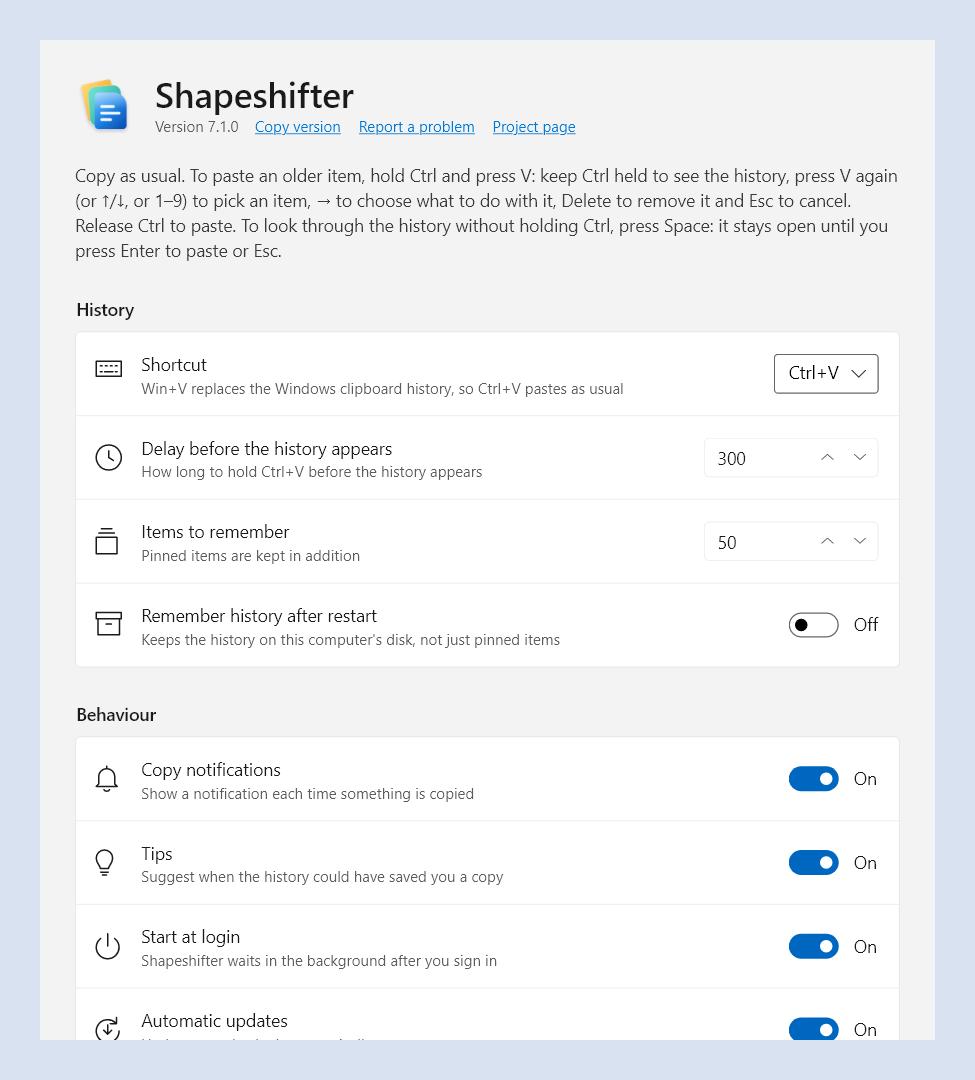 Shapeshifter
Version 7.1.0 Copy version Report a problem Project page
Copy as usual. To paste an older item, hold Ctrl and press V: keep Ctrl held to see the history, press V again
(or ↑/↓, or 1–9) to pick an item, → to choose what to do with it, Delete to remove it and Esc to cancel.
Release Ctrl to paste. To look through the history without holding Ctrl, press Space: it stays open until you
press Enter to paste or Esc.
History
Shortcut
Win+V replaces the Windows clipboard history, so Ctrl+V pastes as usual
Ctrl+V
Delay before the history appears
How long to hold Ctrl+V before the history appears
300
Items to remember
Pinned items are kept in addition
50
Remember history after restart
Keeps the history on this computer's disk, not just pinned items
Off
Behaviour
Copy notifications
Show a notification each time something is copied
On
Tips
Suggest when the history could have saved you a copy
On
Start at login
Shapeshifter waits in the background after you sign in
On
Automatic updates
On